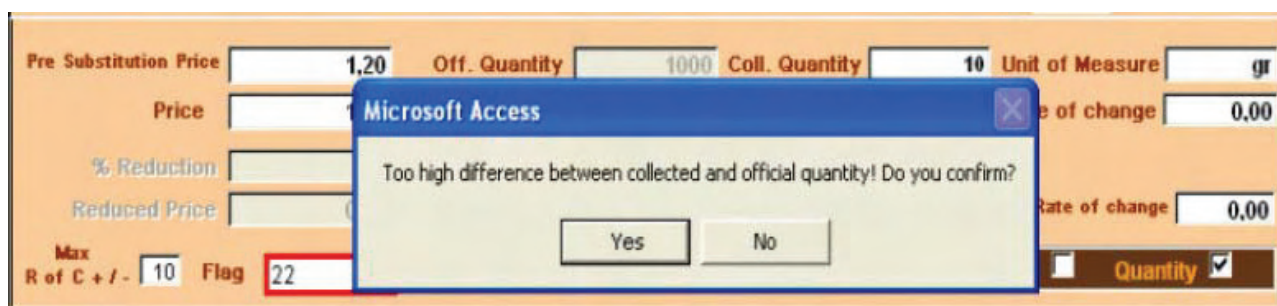 Pre Substitution Price 1,20 Off. Quantity 1000 Coll. Quantity 10 Unit of Measure gr
Price Microsoft Access of change 0,00
% Reduction Too high difference between collected and official quantity! Do you confirm?
Reduced Price Rate of change 0,00
Yes No
Max
R of C + / - 10 Flag 22 Quantity